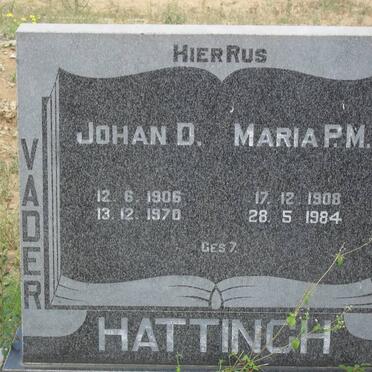 HIER RUS
VADER
JOHAN D. MARIA P.M.
12.6.1906 17.12.1908
13.12.1970 28.5.1984
GES 7.
HATTINGH